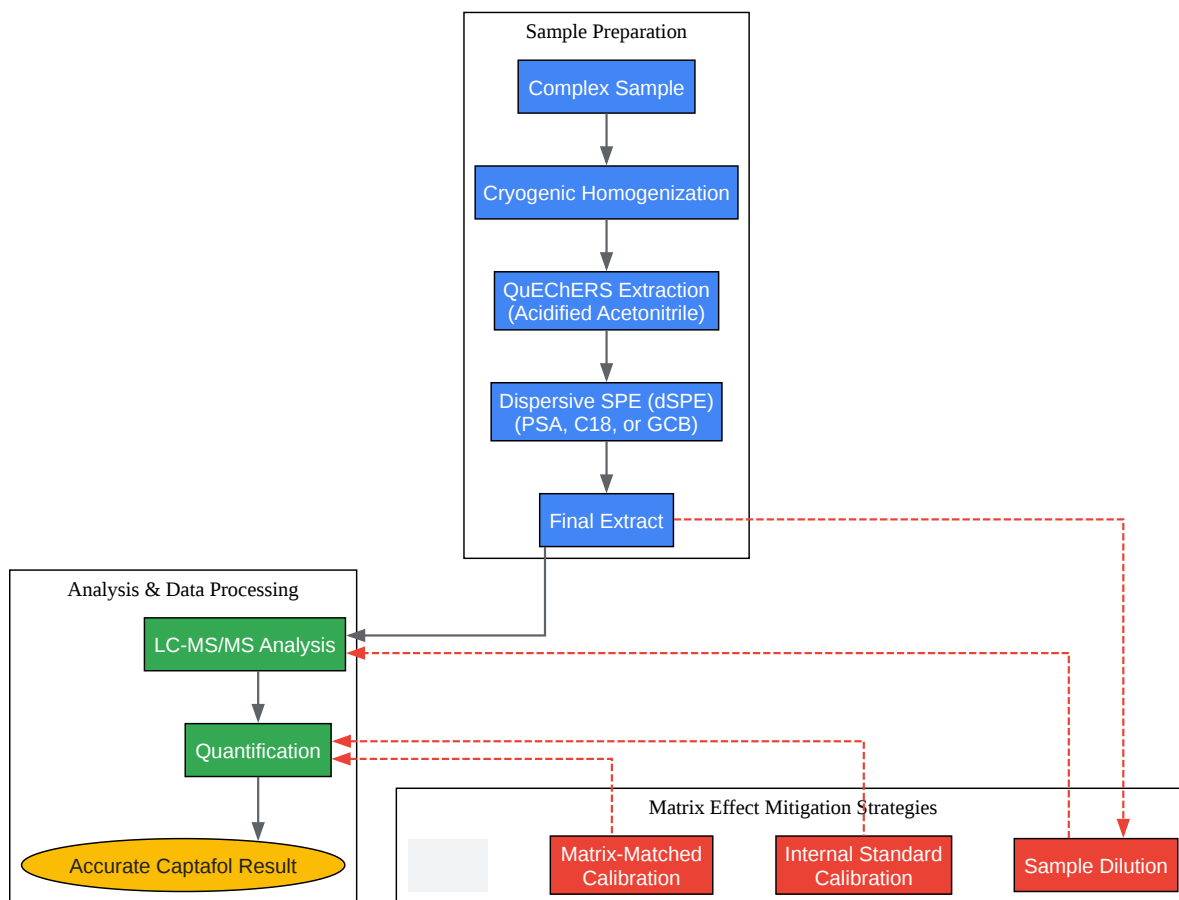 Sample Preparation
Complex Sample
Cryogenic Homogenization
QuEChERS Extraction
(Acidified Acetonitrile)
Dispersive SPE (dSPE)
(PSA, C18, or GCB)
Final Extract
Analysis & Data Processing
LC-MS/MS Analysis
Quantification
Accurate Captafol Result
Matrix Effect Mitigation Strategies
Matrix-Matched
Calibration
Internal Standard
Calibration
Sample Dilution